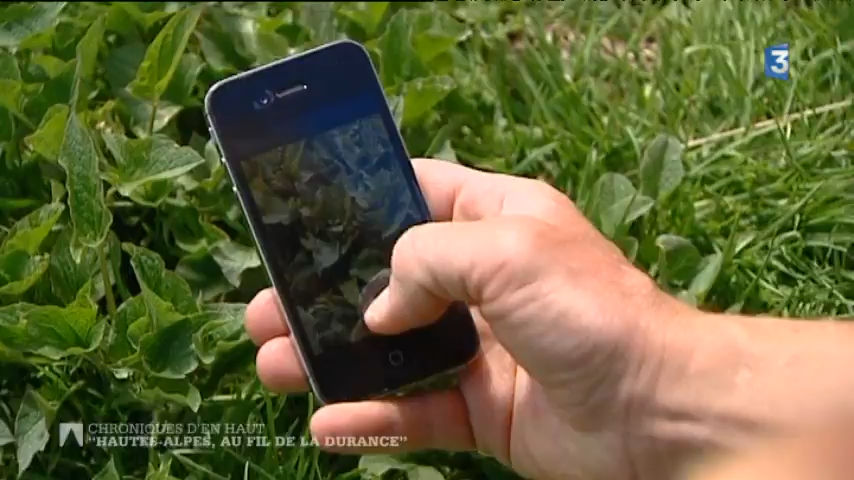 3
CHRONIQUES D'EN HAUT
"HAUTES-ALPES, AU FIL DE LA DURANCE"